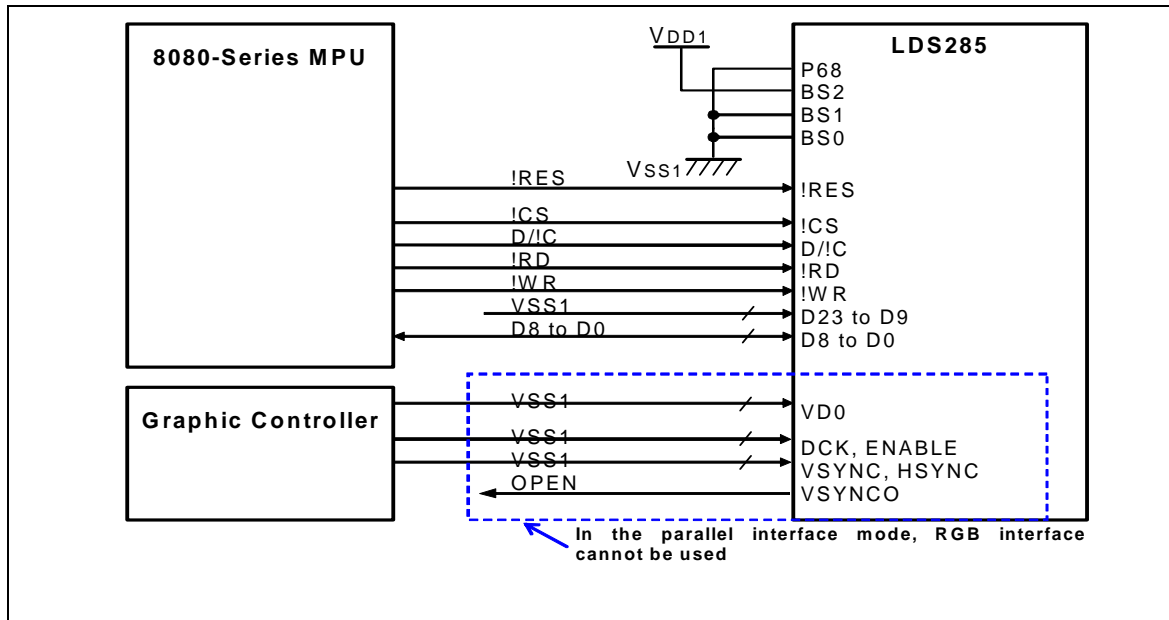 8080-Series MPU
VDD1
LDS285
P68
BS2
BS1
BS0
VSS1
!RES
!RES
!CS
!CS
D/!C
D/!C
!RD
!RD
!WR
!WR
VSS1
D23 to D9
D8 to D0
D8 to D0
Graphic Controller
VSS1
VD0
VSS1
DCK, ENABLE
VSS1
VSYNC, HSYNC
OPEN
VSYNCO
In the parallel interface mode, RGB interface
cannot be used